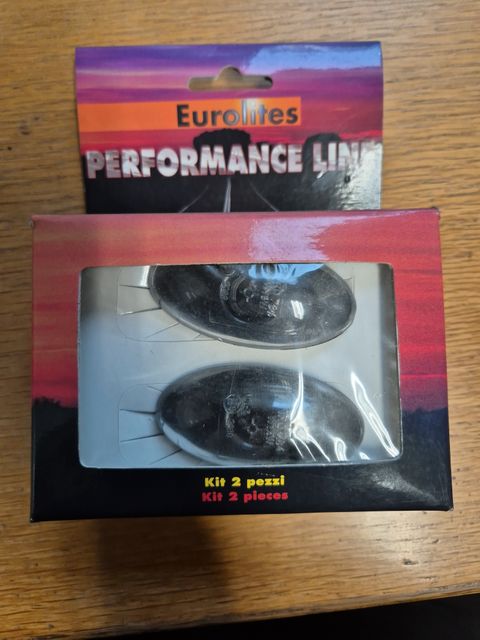 Eurolites
PERFORMANCE LINE
Kit 2 pezzi
Kit 2 pieces